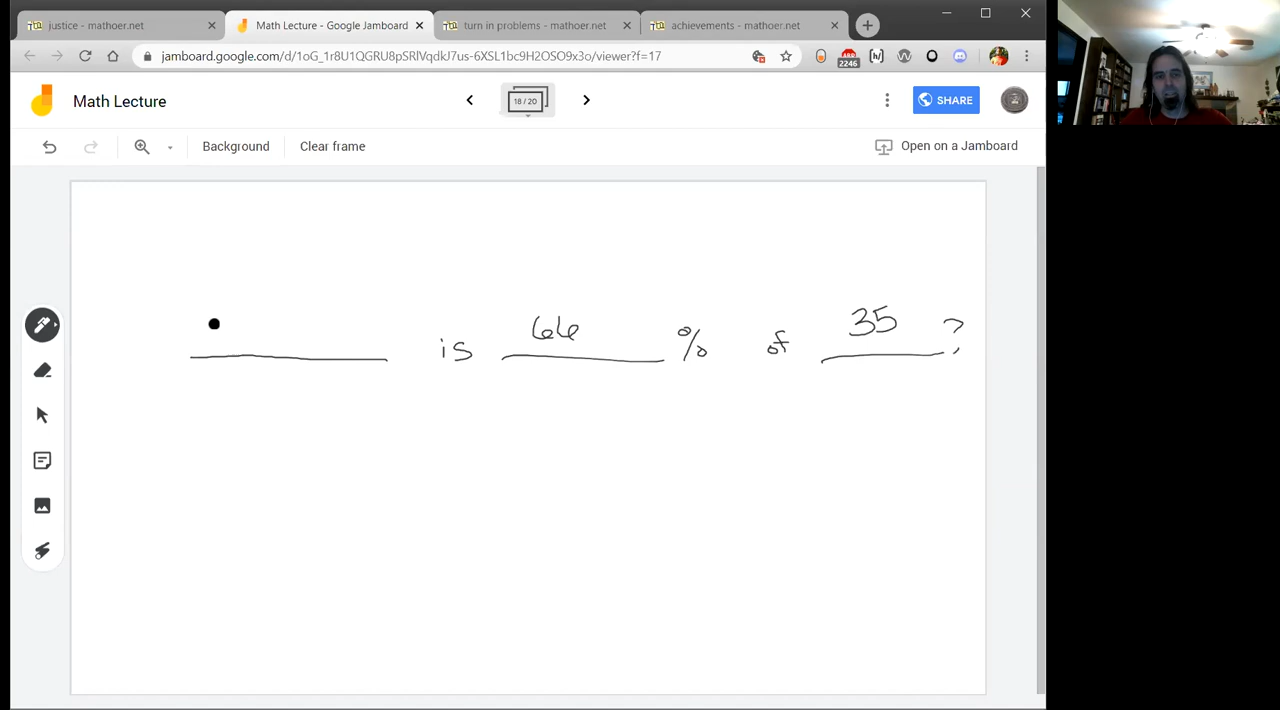 justice - mathoer.net
Math Lecture - Google Jamboard
turn in problems - mathoer.net
achievements - mathoer.net
jamboard.google.com/d/1oG_1r8U1QGRU8pSRlVqdkJ7us-6XSL1bc9H2OSO9x3o/viewer?f=17
2246
Math Lecture
18 / 20
SHARE
Background
Clear frame
Open on a Jamboard
is 66 % of 35 ?